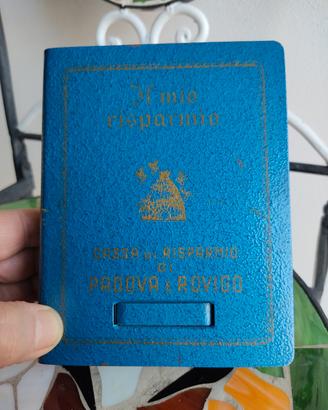 Il mio
risparmio
CASSA DI RISPARMIO
DI
PADOVA E ROVIGO